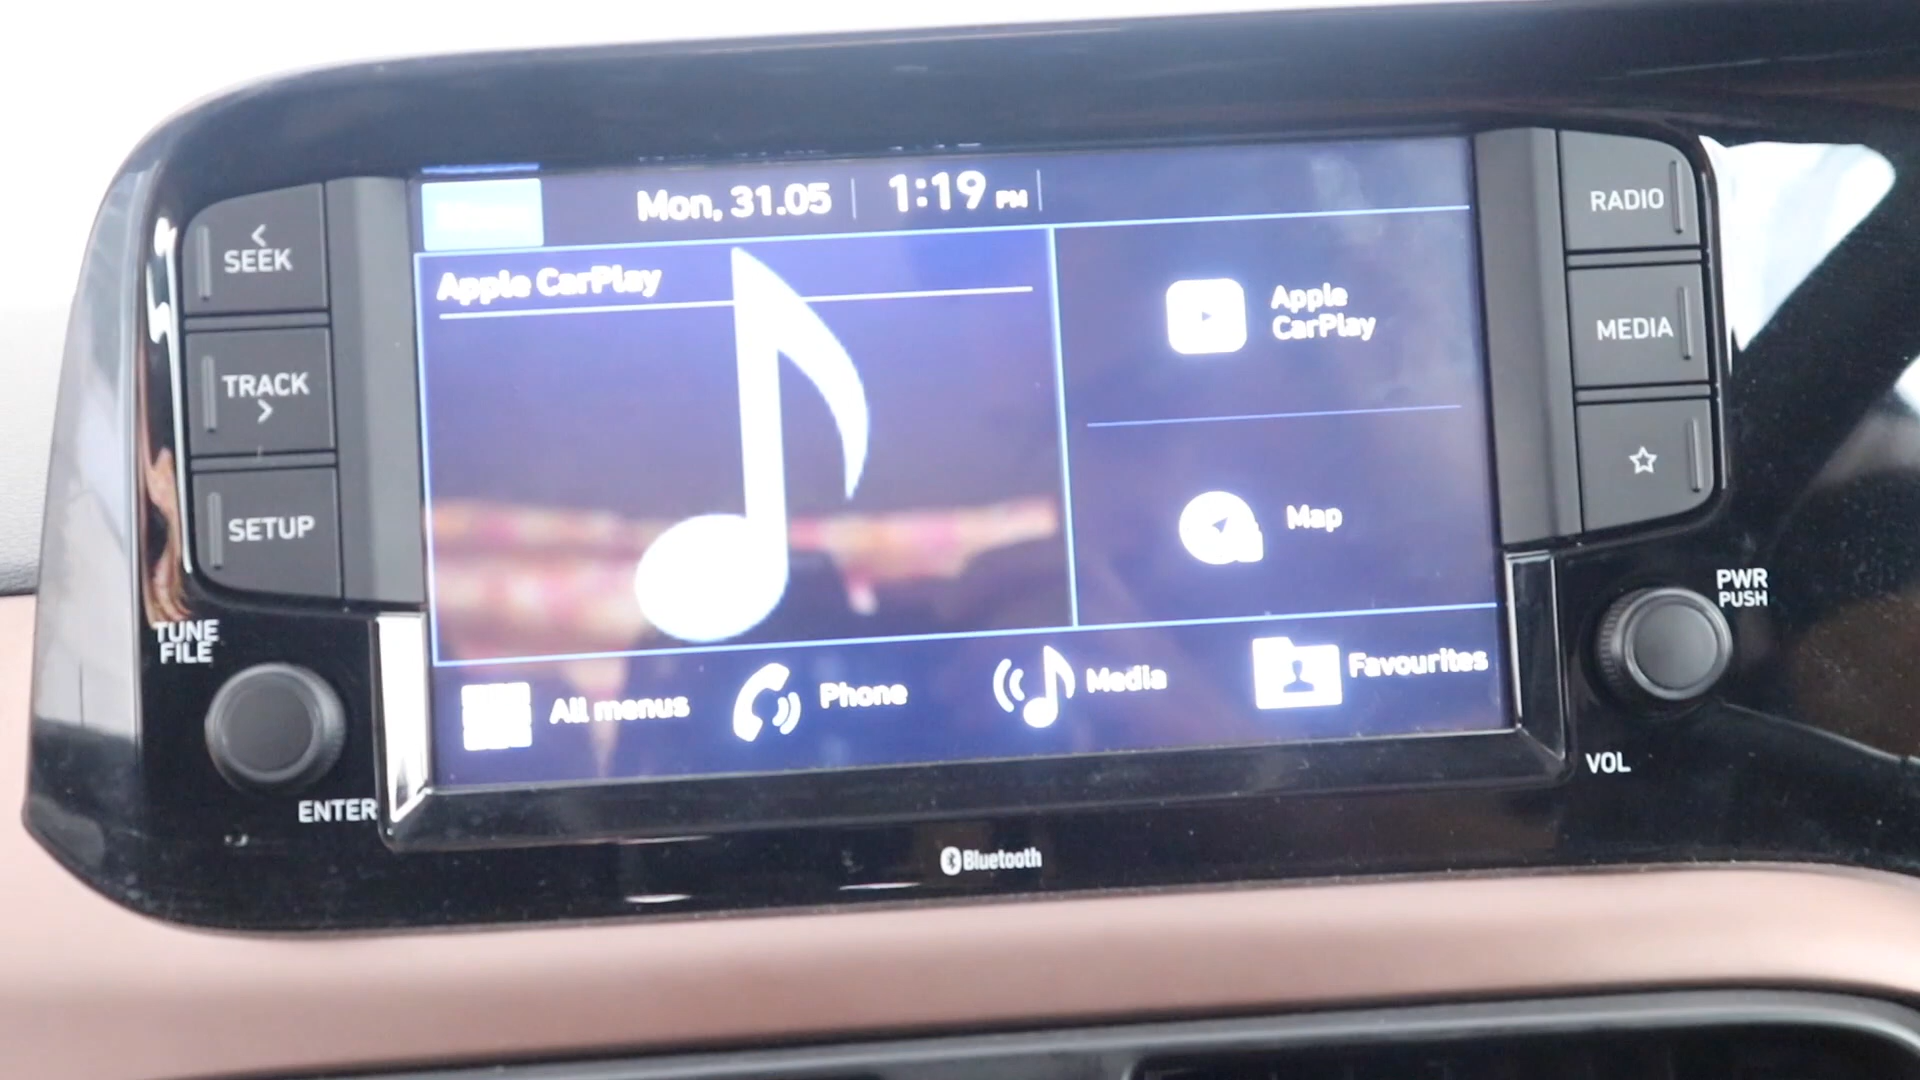 Mon, 31.05
1:19 PM
Apple CarPlay
Apple
CarPlay
Map
All menus
Phone
Media
Favourites
<
SEEK
TRACK
>
SETUP
TUNE
FILE
ENTER
RADIO
MEDIA
PWR
PUSH
VOL
Bluetooth